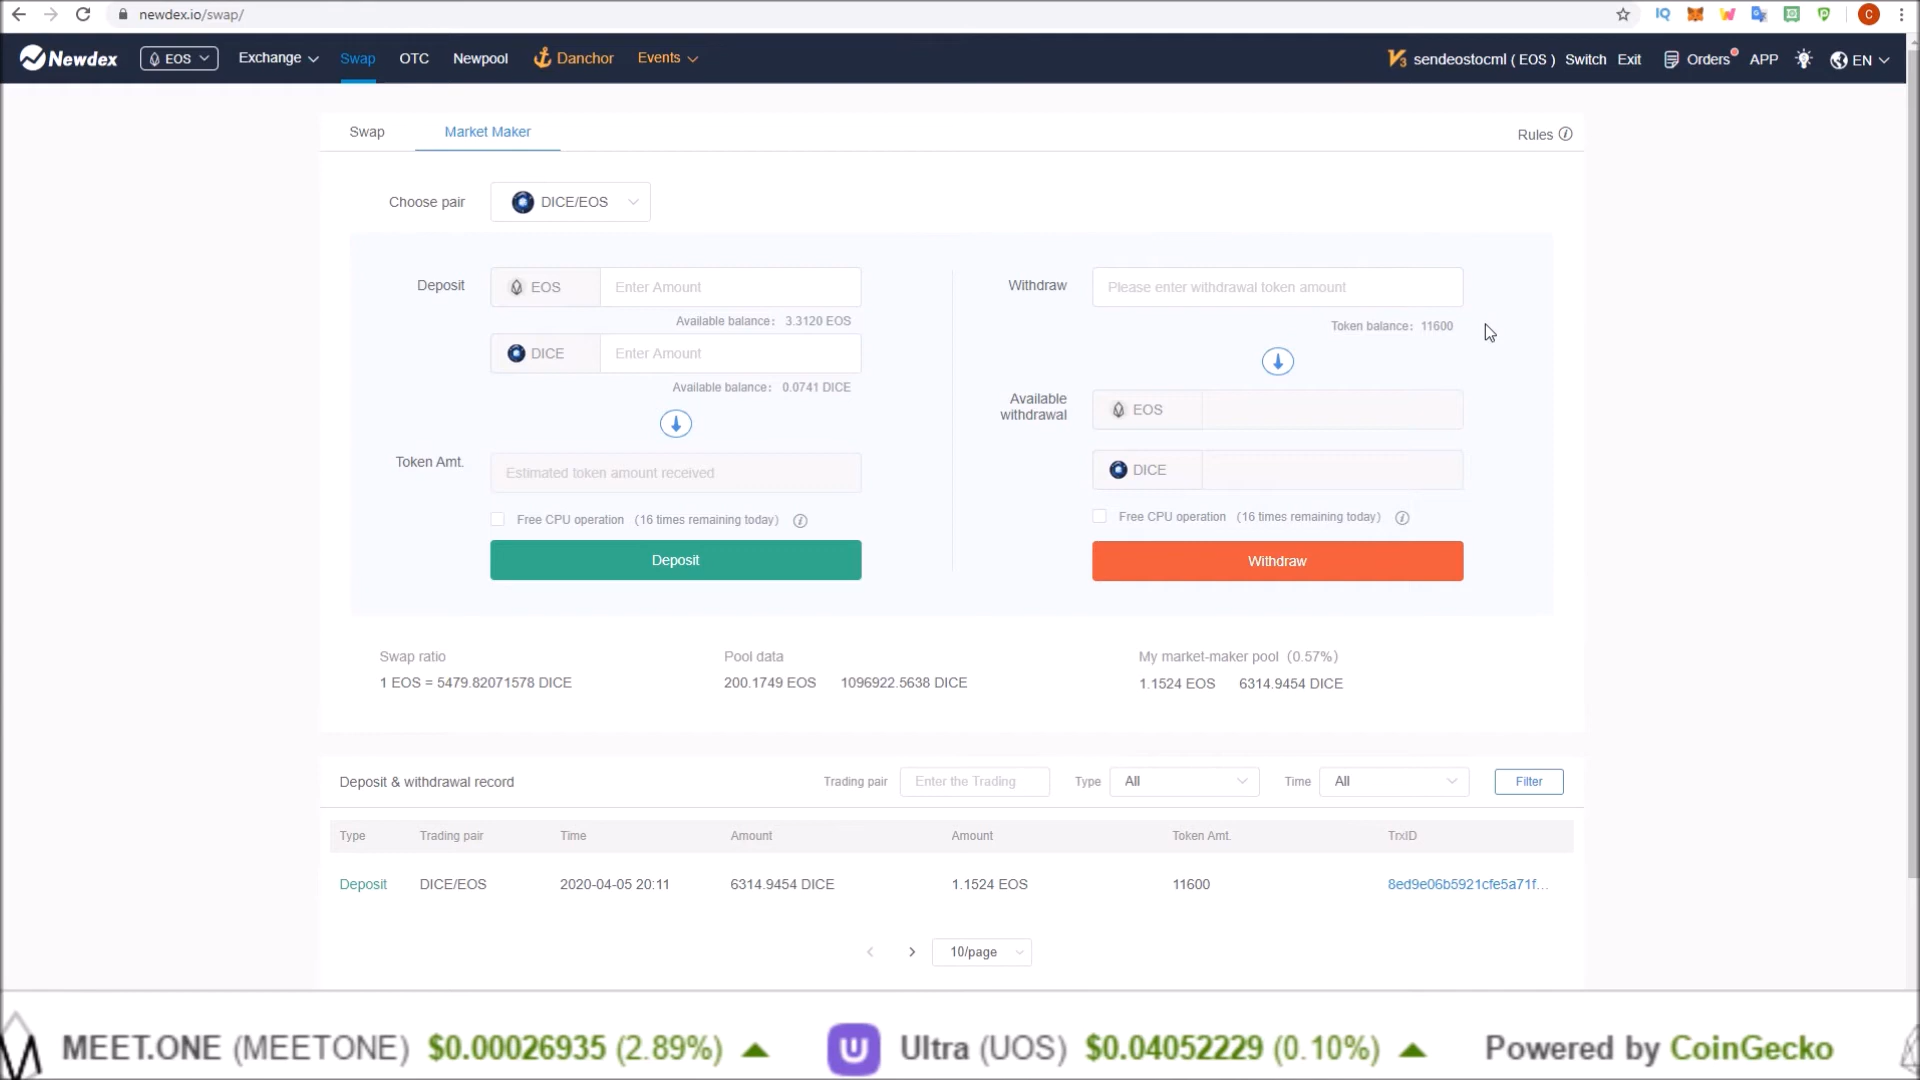 newdex.io/swap/
Newdex EOS Exchange Swap OTC Newpool Danchor Events sendeostocml ( EOS ) Switch Exit Orders APP EN
Swap Market Maker Rules
Choose pair DICE/EOS
Deposit EOS Enter Amount
Available balance: 3.3120 EOS
DICE Enter Amount
Available balance: 0.0741 DICE
Token Amt. Estimated token amount received
Free CPU operation (16 times remaining today)
Deposit
Withdraw Please enter withdrawal token amount
Token balance: 11600
Available
withdrawal
EOS
DICE
Free CPU operation (16 times remaining today)
Withdraw
Swap ratio
1 EOS = 5479.82071578 DICE
Pool data
200.1749 EOS 1096922.5638 DICE
My market-maker pool (0.57%)
1.1524 EOS 6314.9454 DICE
Deposit & withdrawal record Trading pair Enter the Trading Type All Time All Filter
Type Trading pair Time Amount Amount Token Amt. TrxID
Deposit DICE/EOS 2020-04-05 20:11 6314.9454 DICE 1.1524 EOS 11600 8ed9e06b5921cfe5a71f...
10/page
MEET.ONE (MEETONE) $0.00026935 (2.89%) Ultra (UOS) $0.04052229 (0.10%) Powered by CoinGecko